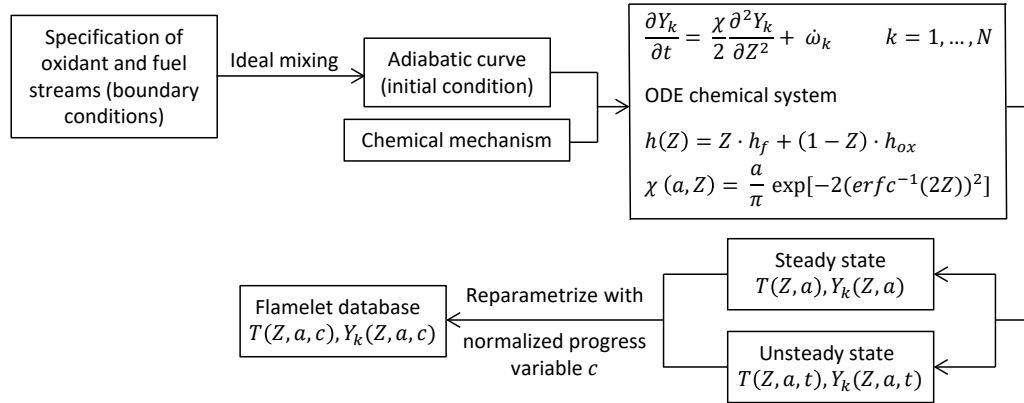 Specification of
oxidant and fuel
streams (boundary
conditions)
Ideal mixing
Adiabatic curve
(initial condition)
Chemical mechanism
∂Y_k/∂t = χ/2 ∂²Y_k/∂Z² + ω̇_k k = 1, … , N
ODE chemical system
h(Z) = Z · h_f + (1 − Z) · h_ox
χ (a, Z) = a/π exp[−2(erfc⁻¹(2Z))²]
Steady state
T(Z, a), Y_k(Z, a)
Unsteady state
T(Z, a, t), Y_k(Z, a, t)
Reparametrize with
normalized progress
variable c
Flamelet database
T(Z, a, c), Y_k(Z, a, c)